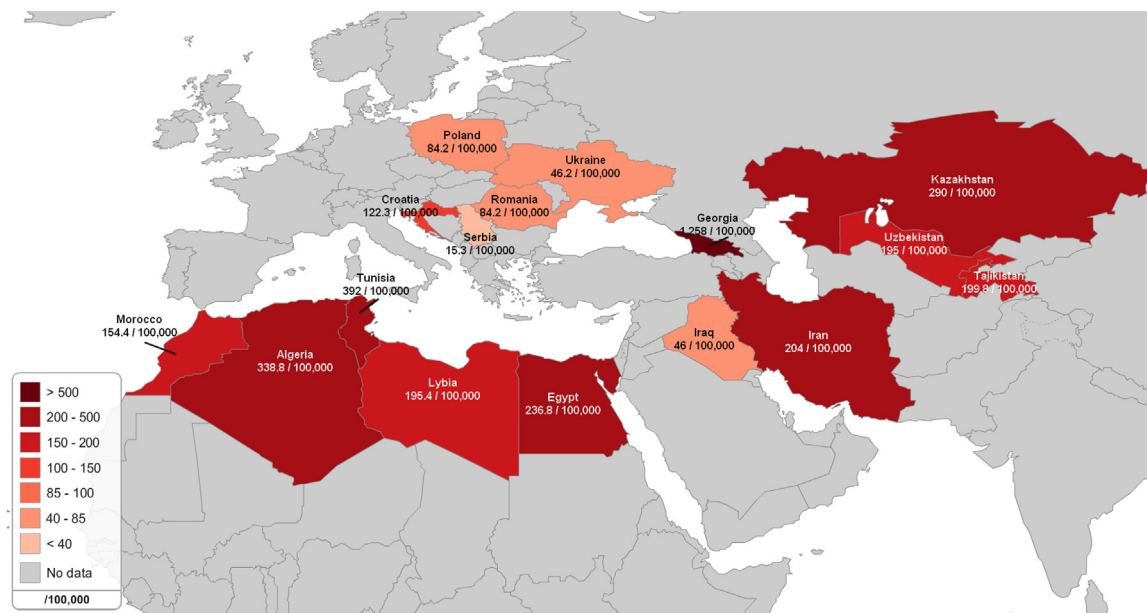 Poland
84.2 / 100,000
Ukraine
46.2 / 100,000
Kazakhstan
290 / 100,000
Croatia
122.3 / 100,000
Romania
84.2 / 100,000
Georgia
1,258 / 100,000
Serbia
15.3 / 100,000
Uzbekistan
195 / 100,000
Tunisia
392 / 100,000
Tajikistan
199,8 / 100,000
Morocco
154.4 / 100,000
Iraq
46 / 100,000
Iran
204 / 100,000
Algeria
338.8 / 100,000
Lybia
195.4 / 100,000
Egypt
236.8 / 100,000
> 500
200 - 500
150 - 200
100 - 150
85 - 100
40 - 85
< 40
No data
/100,000